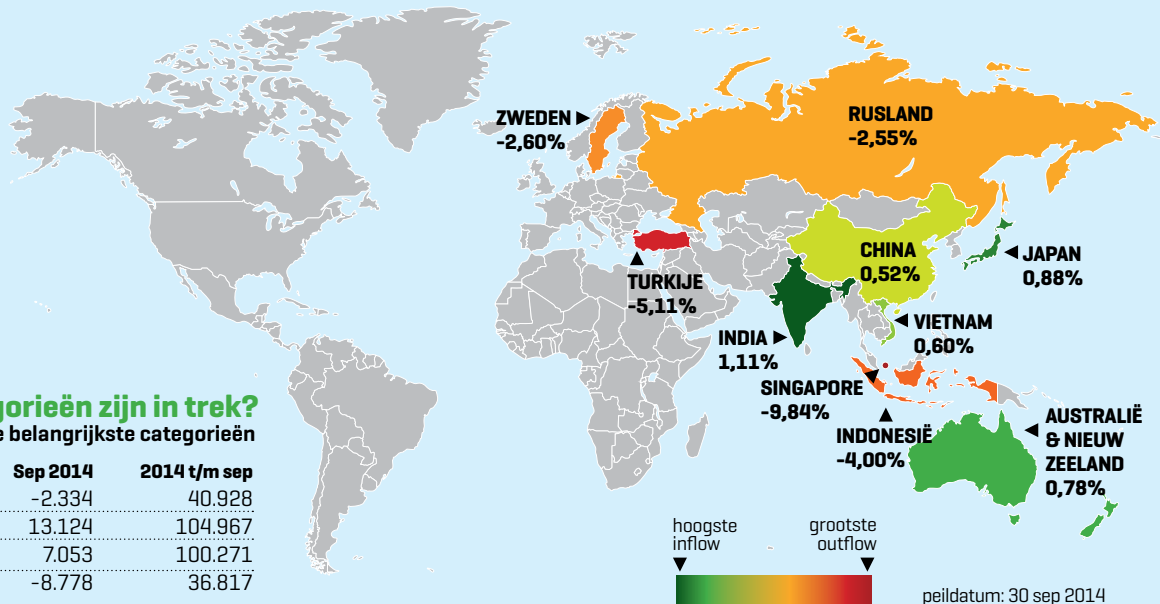 ZWEDEN
-2,60%
RUSLAND
-2,55%
CHINA
0,52%
JAPAN
0,88%
TURKIJE
-5,11%
VIETNAM
0,60%
INDIA
1,11%
SINGAPORE
-9,84%
INDONESIË
-4,00%
AUSTRALIË
& NIEUW
ZEELAND
0,78%
gorieën zijn in trek?
e belangrijkste categorieën
Sep 2014 2014 t/m sep
-2.334 40.928
13.124 104.967
7.053 100.271
-8.778 36.817
hoogste
inflow
grootste
outflow
peildatum: 30 sep 2014